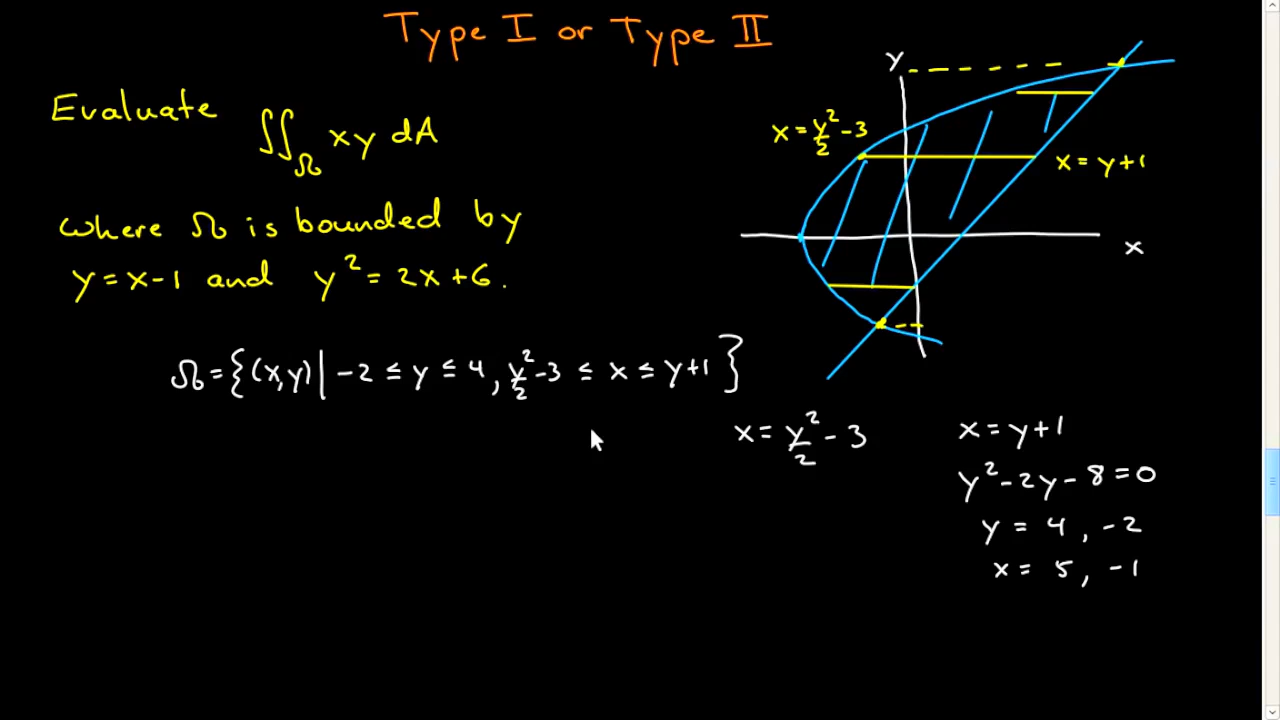 Type I or Type II
Evaluate ∬_Ω xy dA
where Ω is bounded by
y = x-1 and y² = 2x+6.
Ω = {(x,y) | -2 ≤ y ≤ 4, y²/2 - 3 ≤ x ≤ y+1}
y
x = y²/2 - 3
x = y+1
x
x = y²/2 - 3
x = y+1
y² - 2y - 8 = 0
y = 4, -2
x = 5, -1